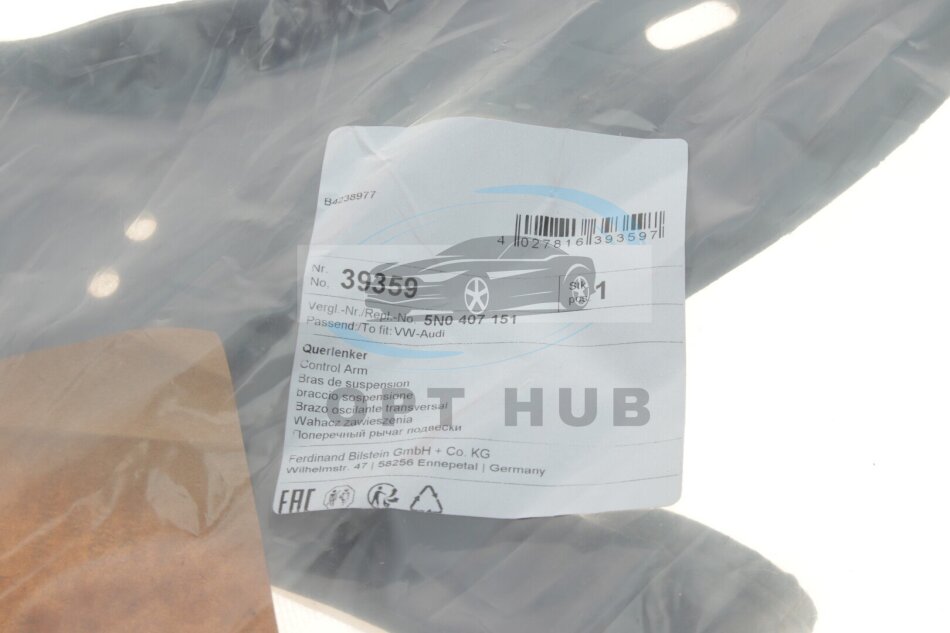 B4238977
4 027816 393597
Nr.
No. 39359
Stk.
pcs. 1
Vergl.-Nr./Repl.-No. 5N0 407 151
Passend:/To fit: VW-Audi
Querlenker
Control Arm
Bras de suspension
braccio sospensione
Brazo oscilante transversal
Wahacz zawieszenia
Поперечный рычаг подвески
OPT HUB
Ferdinand Bilstein GmbH + Co. KG
Wilhelmstr. 47 | 58256 Ennepetal | Germany
EAC